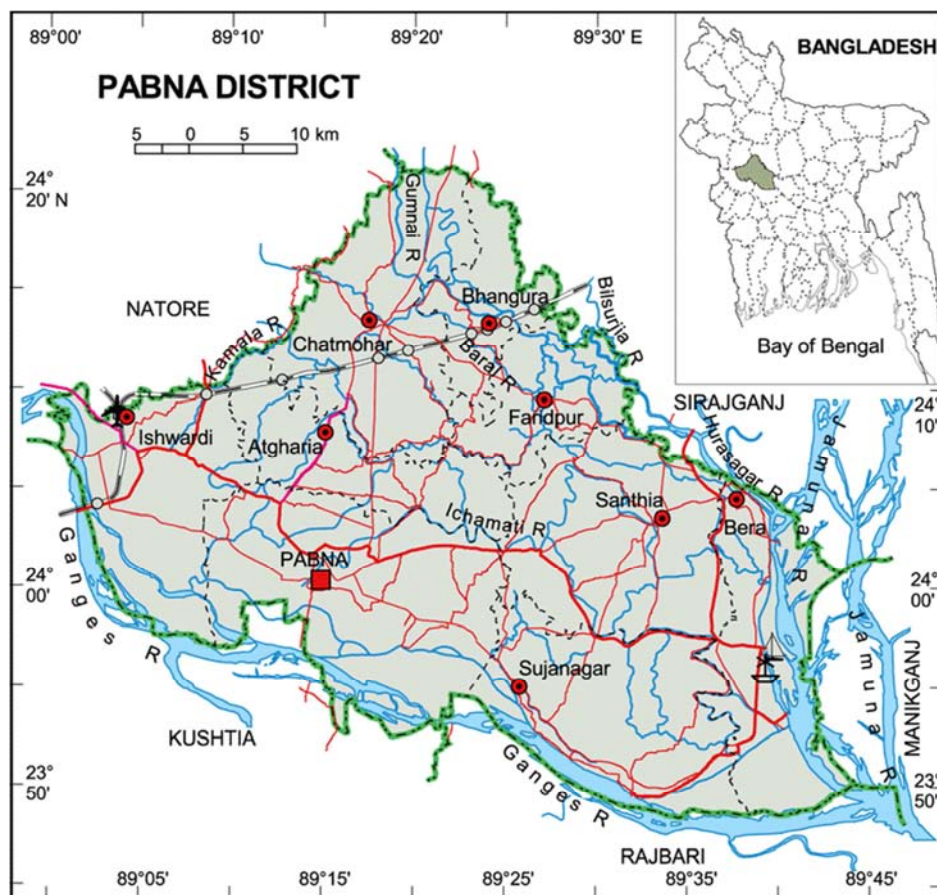 89°00' 89°10' 89°20' 89°30' E
BANGLADESH
PABNA DISTRICT
5 0 5 10 km
24°
20' N
Gumnai R
Bay of Bengal
NATORE
Bhangura
Bilsurjia R
Kamala R
Chatmohar
Baral R
SIRAJGANJ
24°
10'
Faridpur
Ishwardi
Atgharia
Hurasagar R
Jamuna R
Santhia
Bera
Ichamati R
Ganges R
PABNA
24°
00'
24°
00'
Jamuna R
MANIKGANJ
Sujanagar
KUSHTIA
Ganges R
23°
50'
23°
50'
RAJBARI
89°05' 89°15' 89°25' 89°35' 89°45'